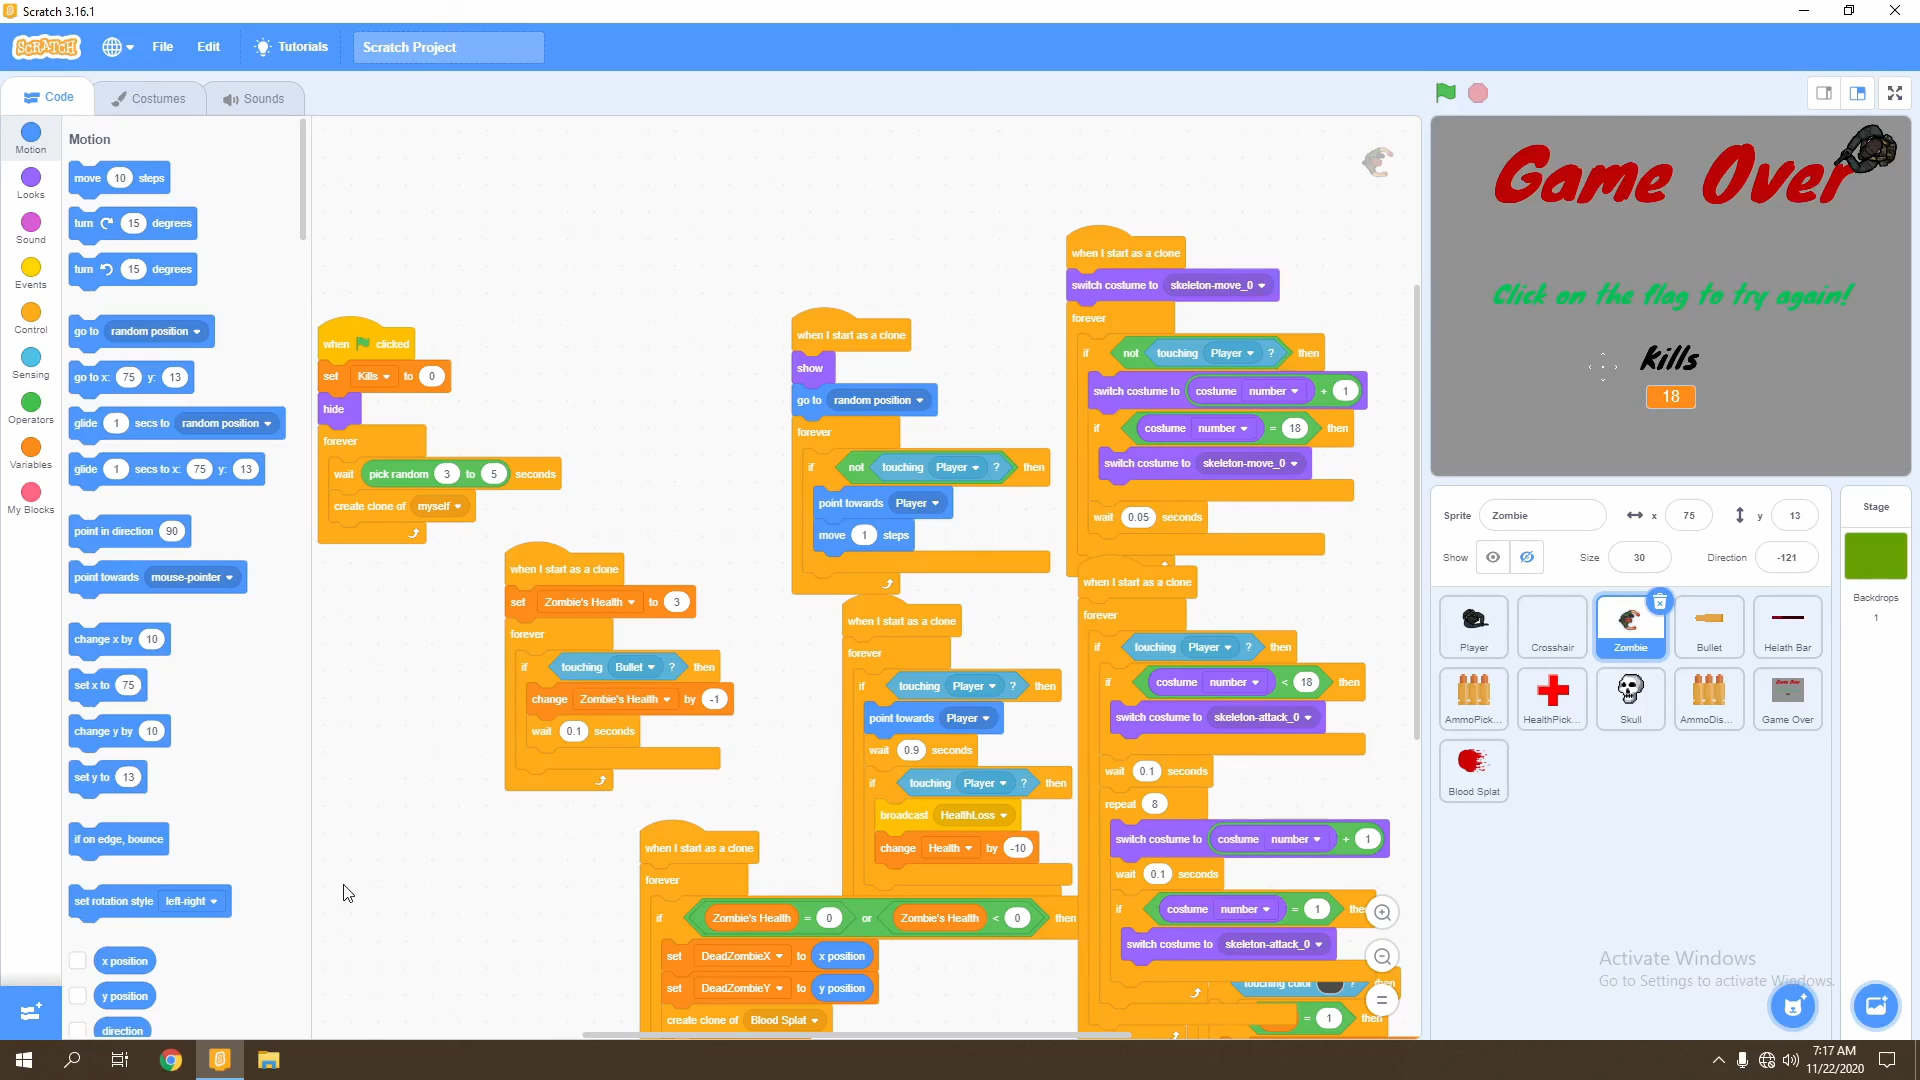 Scratch 3.16.1
SCRATCH
File
Edit
Tutorials
Scratch Project
Code
Costumes
Sounds
Motion
Looks
Sound
Events
Control
Sensing
Operators
Variables
My Blocks
Motion
move 10 steps
turn 15 degrees
turn 15 degrees
go to random position
go to x: 75 y: 13
glide 1 secs to random position
glide 1 secs to x: 75 y: 13
point in direction 90
point towards mouse-pointer
change x by 10
set x to 75
change y by 10
set y to 13
if on edge, bounce
set rotation style left-right
x position
y position
direction
when clicked
set Kills to 0
hide
forever
wait pick random 3 to 5 seconds
create clone of myself
when I start as a clone
set Zombie's Health to 3
forever
if touching Bullet ? then
change Zombie's Health by -1
wait 0.1 seconds
when I start as a clone
forever
if Zombie's Health = 0 or Zombie's Health < 0 then
set DeadZombieX to x position
set DeadZombieY to y position
create clone of Blood Splat
when I start as a clone
show
go to random position
forever
if not touching Player ? then
point towards Player
move 1 steps
when I start as a clone
forever
if touching Player ? then
point towards Player
wait 0.9 seconds
if touching Player ? then
broadcast HealthLoss
change Health by -10
when I start as a clone
switch costume to skeleton-move_0
forever
if not touching Player ? then
switch costume to costume number + 1
if costume number = 18 then
switch costume to skeleton-move_0
wait 0.05 seconds
when I start as a clone
forever
if touching Player ? then
if costume number < 18 then
switch costume to skeleton-attack_0
wait 0.1 seconds
repeat 8
switch costume to costume number + 1
wait 0.1 seconds
if costume number = 1 the
switch costume to skeleton-attack_0
touching color ?
= 1 then
Game Over
Click on the flag to try again!
Kills
18
Sprite Zombie x 75 y 13
Show Size 30 Direction -121
Player
Crosshair
Zombie
Bullet
Helath Bar
AmmoPick...
HealthPick...
Skull
AmmoDis...
Game Over
Blood Splat
Stage
Backdrops
1
Activate Windows
Go to Settings to activate Windows.
7:17 AM
11/22/2020